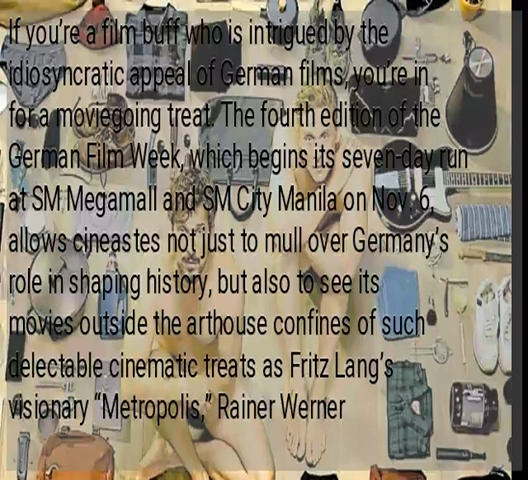 If you’re a film buff who is intrigued by the
idiosyncratic appeal of German films, you’re in
for a moviegoing treat. The fourth edition of the
German Film Week, which begins its seven-day run
at SM Megamall and SM City Manila on Nov. 6,
allows cineastes not just to mull over Germany’s
role in shaping history, but also to see its
movies outside the arthouse confines of such
delectable cinematic treats as Fritz Lang’s
visionary “Metropolis,” Rainer Werner